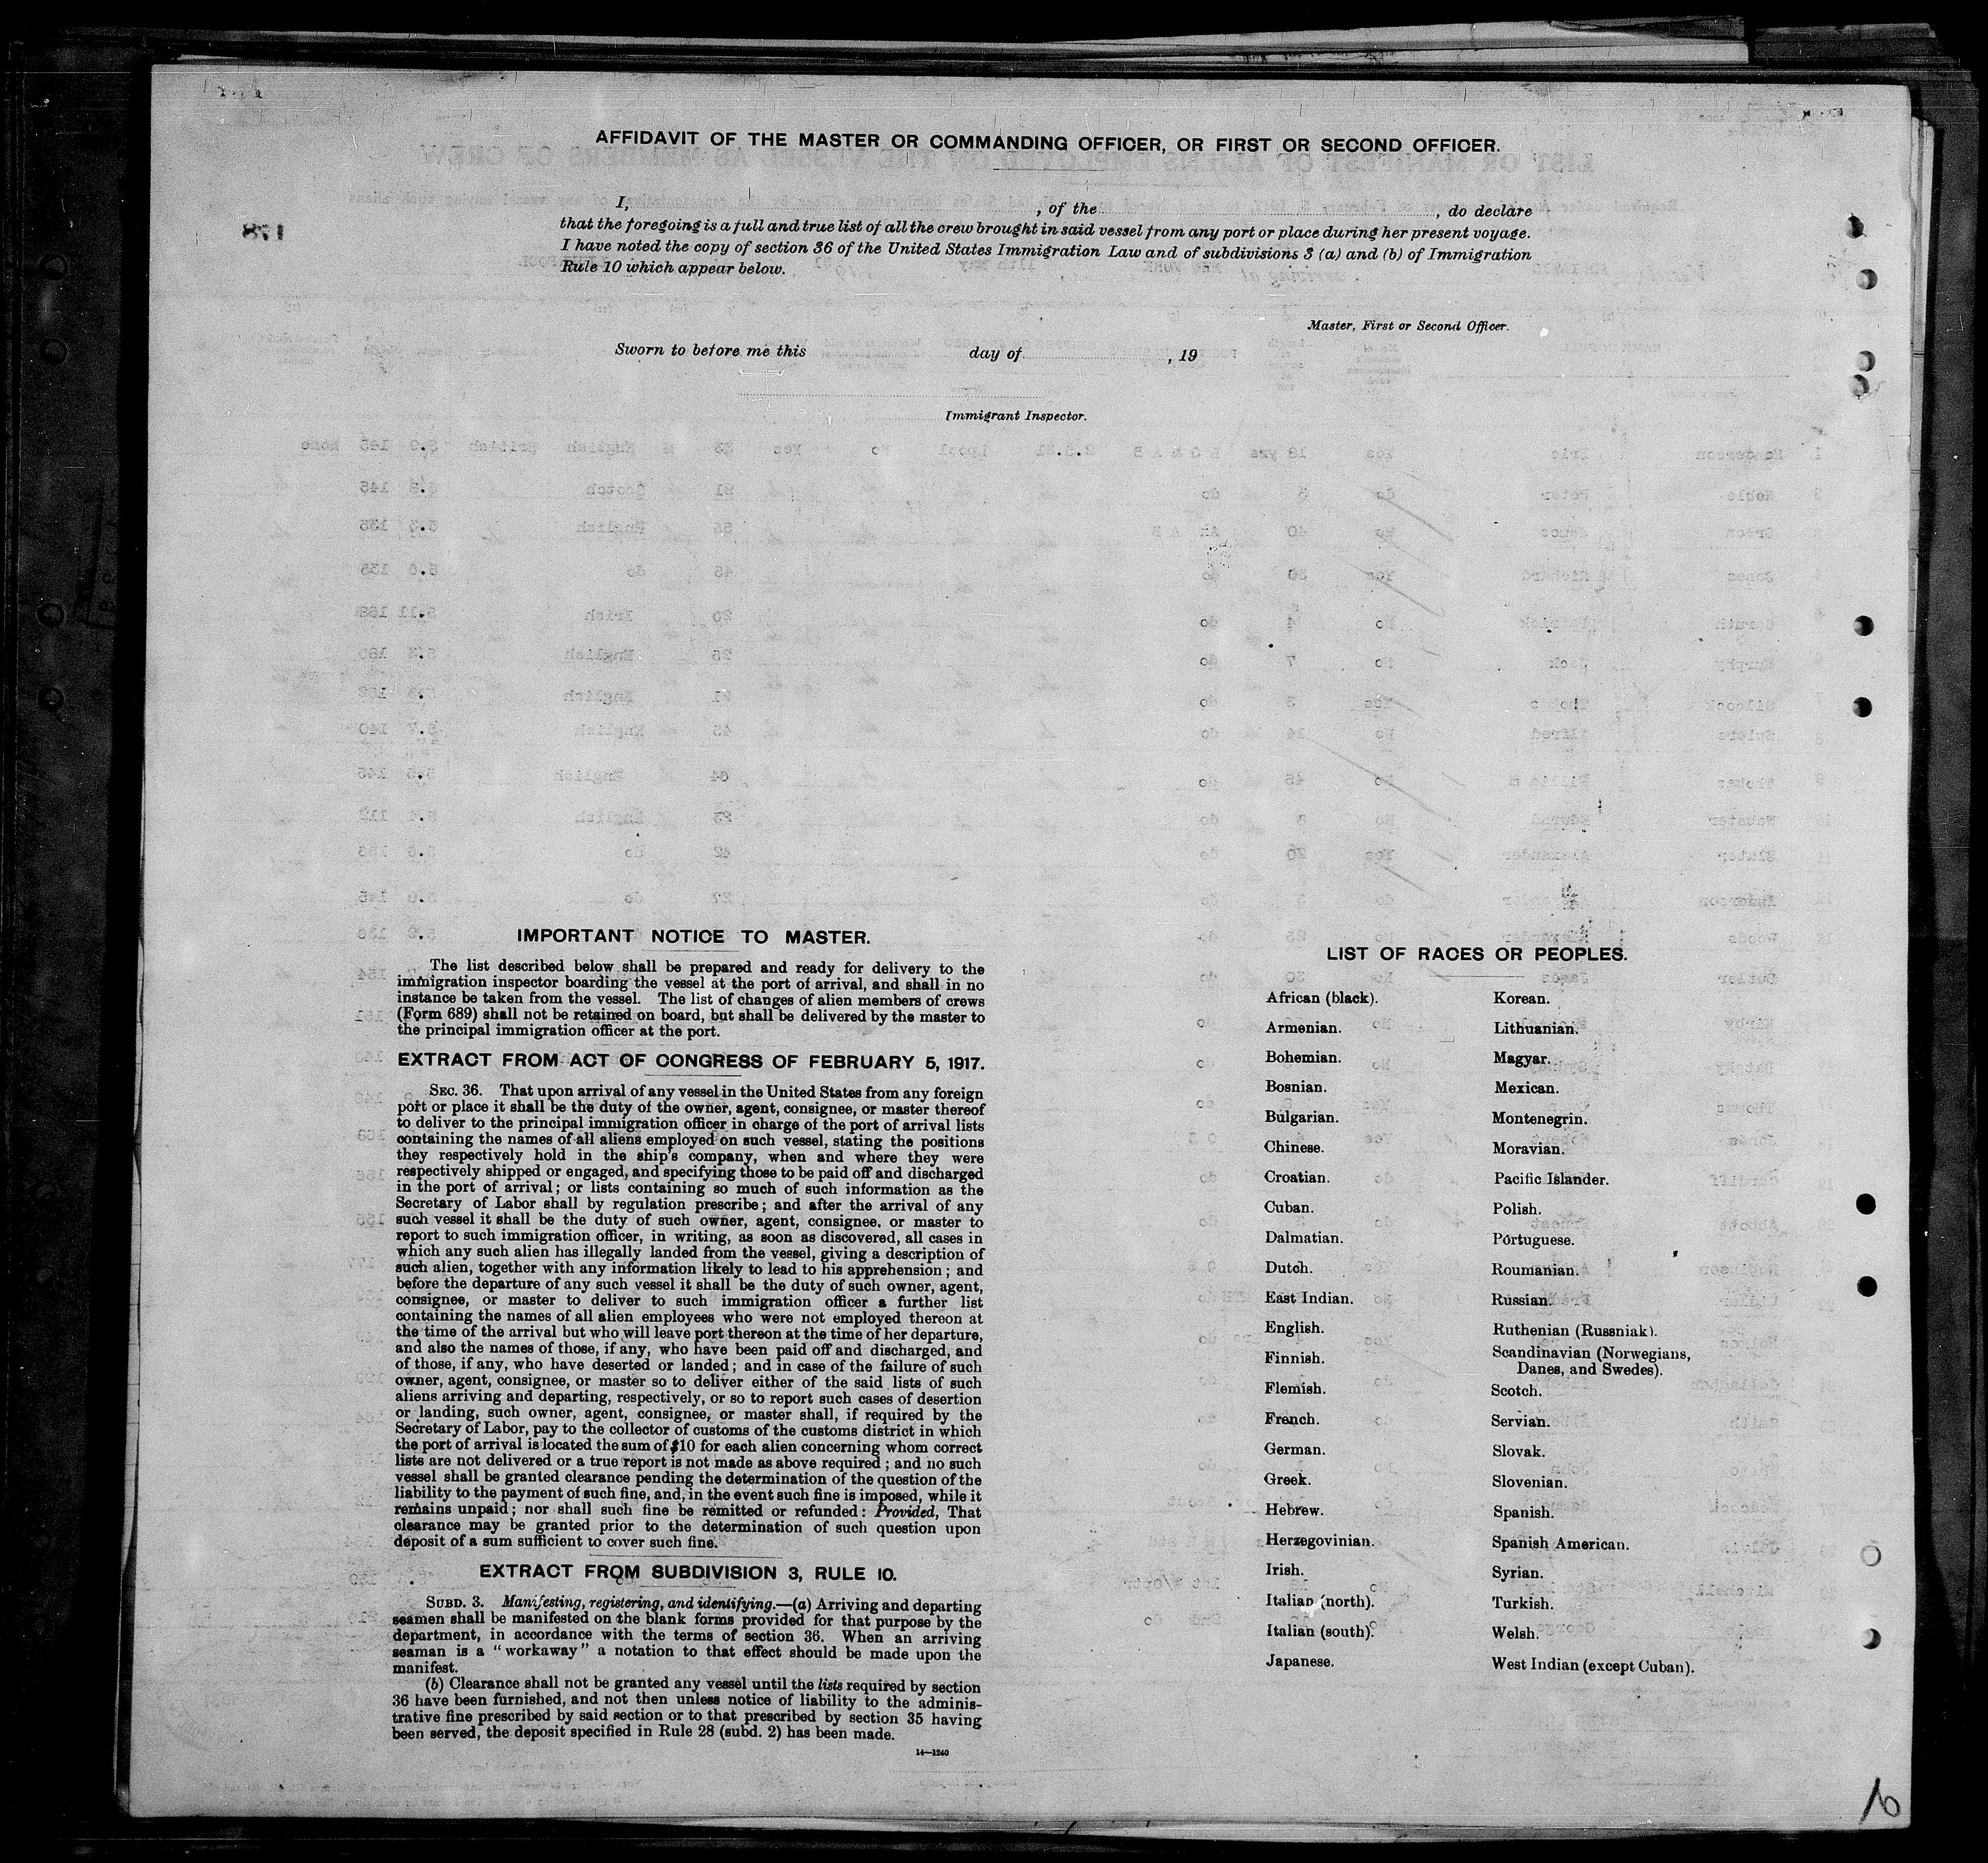 AFFIDAVIT OF THE MASTER OR COMMANDING OFFICER, OR FIRST OR SECOND OFFICER.
I, , of the , do declare
that the foregoing is a full and true list of all the crew brought in said vessel from any port or place during her present voyage.
I have noted the copy of section 36 of the United States Immigration Law and of subdivisions 3 (a) and (b) of Immigration
Rule 10 which appear below.
Master, First or Second Officer.
Sworn to before me this day of , 19
Immigrant Inspector.
IMPORTANT NOTICE TO MASTER.
The list described below shall be prepared and ready for delivery to the
immigration inspector boarding the vessel at the port of arrival, and shall in no
instance be taken from the vessel. The list of changes of alien members of crews
(Form 689) shall not be retained on board, but shall be delivered by the master to
the principal immigration officer at the port.
EXTRACT FROM ACT OF CONGRESS OF FEBRUARY 5, 1917.
SEC. 36. That upon arrival of any vessel in the United States from any foreign
port or place it shall be the duty of the owner, agent, consignee, or master thereof
to deliver to the principal immigration officer in charge of the port of arrival lists
containing the names of all aliens employed on such vessel, stating the positions
they respectively hold in the ship's company, when and where they were
respectively shipped or engaged, and specifying those to be paid off and discharged
in the port of arrival; or lists containing so much of such information as the
Secretary of Labor shall by regulation prescribe; and after the arrival of any
such vessel it shall be the duty of such owner, agent, consignee, or master to
report to such immigration officer, in writing, as soon as discovered, all cases in
which any such alien has illegally landed from the vessel, giving a description of
such alien, together with any information likely to lead to his apprehension; and
before the departure of any such vessel it shall be the duty of such owner, agent,
consignee, or master to deliver to such immigration officer a further list
containing the names of all alien employees who were not employed thereon at
the time of the arrival but who will leave port thereon at the time of her departure,
and also the names of those, if any, who have been paid off and discharged, and
of those, if any, who have deserted or landed; and in case of the failure of such
owner, agent, consignee, or master so to deliver either of the said lists of such
aliens arriving and departing, respectively, or so to report such cases of desertion
or landing, such owner, agent, consignee, or master shall, if required by the
Secretary of Labor, pay to the collector of customs of the customs district in which
the port of arrival is located the sum of $10 for each alien concerning whom correct
lists are not delivered or a true report is not made as above required; and no such
vessel shall be granted clearance pending the determination of the question of the
liability to the payment of such fine, and, in the event such fine is imposed, while it
remains unpaid; nor shall such fine be remitted or refunded: Provided, That
clearance may be granted prior to the determination of such question upon
deposit of a sum sufficient to cover such fine.
EXTRACT FROM SUBDIVISION 3, RULE 10.
SUBD. 3. Manifesting, registering, and identifying.—(a) Arriving and departing
seamen shall be manifested on the blank forms provided for that purpose by the
department, in accordance with the terms of section 36. When an arriving
seaman is a "workaway" a notation to that effect should be made upon the
manifest.
(b) Clearance shall not be granted any vessel until the lists required by section
36 have been furnished, and not then unless notice of liability to the adminis-
trative fine prescribed by said section or to that prescribed by section 35 having
been served, the deposit specified in Rule 28 (subd. 2) has been made.
14—1240
LIST OF RACES OR PEOPLES.
African (black).
Armenian.
Bohemian.
Bosnian.
Bulgarian.
Chinese.
Croatian.
Cuban.
Dalmatian.
Dutch.
East Indian.
English.
Finnish.
Flemish.
French.
German.
Greek.
Hebrew.
Herzegovinian.
Irish.
Italian (north).
Italian (south).
Japanese.
Korean.
Lithuanian.
Magyar.
Mexican.
Montenegrin.
Moravian.
Pacific Islander.
Polish.
Portuguese.
Roumanian.
Russian.
Ruthenian (Russniak).
Scandinavian (Norwegians,
Danes, and Swedes).
Scotch.
Servian.
Slovak.
Slovenian.
Spanish.
Spanish American.
Syrian.
Turkish.
Welsh.
West Indian (except Cuban).